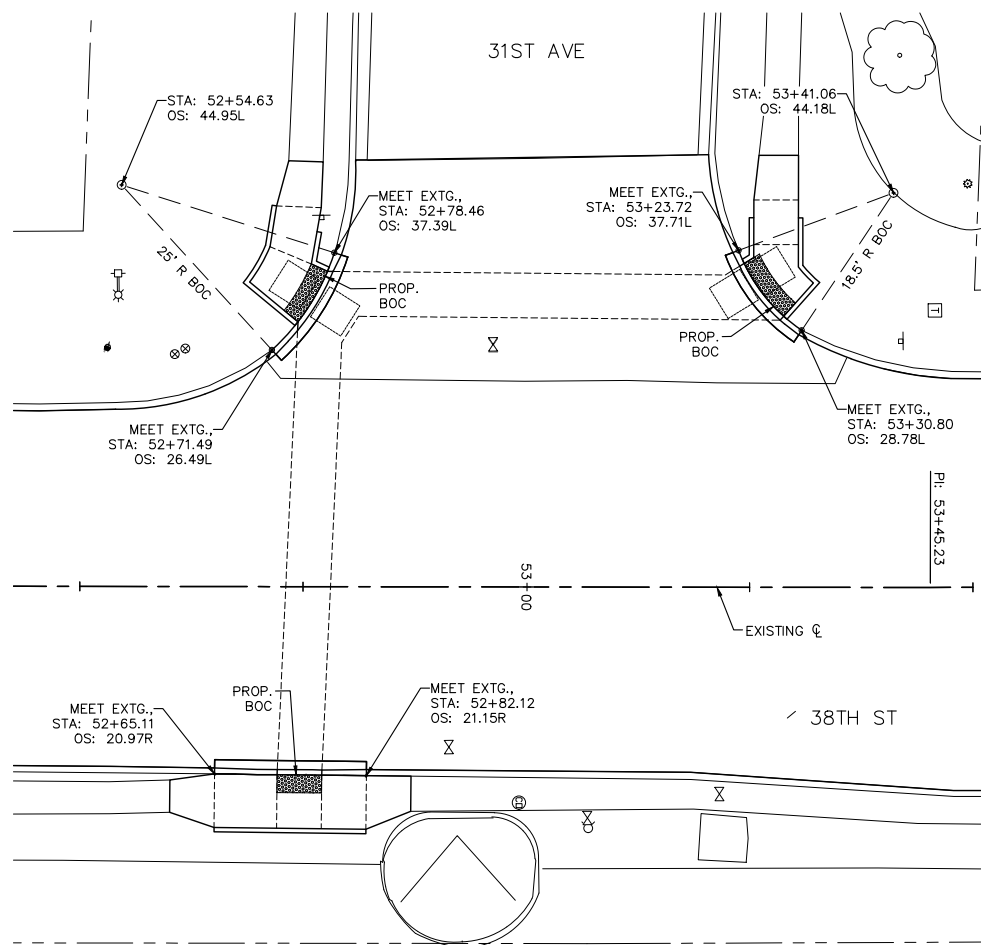 31ST AVE
STA: 52+54.63
OS: 44.95L
STA: 53+41.06
OS: 44.18L
MEET EXTG.,
STA: 52+78.46
OS: 37.39L
MEET EXTG.,
STA: 53+23.72
OS: 37.71L
25' R BOC
18.5' R BOC
PROP.
BOC
PROP.
BOC
T
MEET EXTG.,
STA: 52+71.49
OS: 26.49L
MEET EXTG.,
STA: 53+30.80
OS: 28.78L
PI: 53+45.23
53+00
EXISTING ℄
PROP.
BOC
MEET EXTG.,
STA: 52+65.11
OS: 20.97R
MEET EXTG.,
STA: 52+82.12
OS: 21.15R
38TH ST